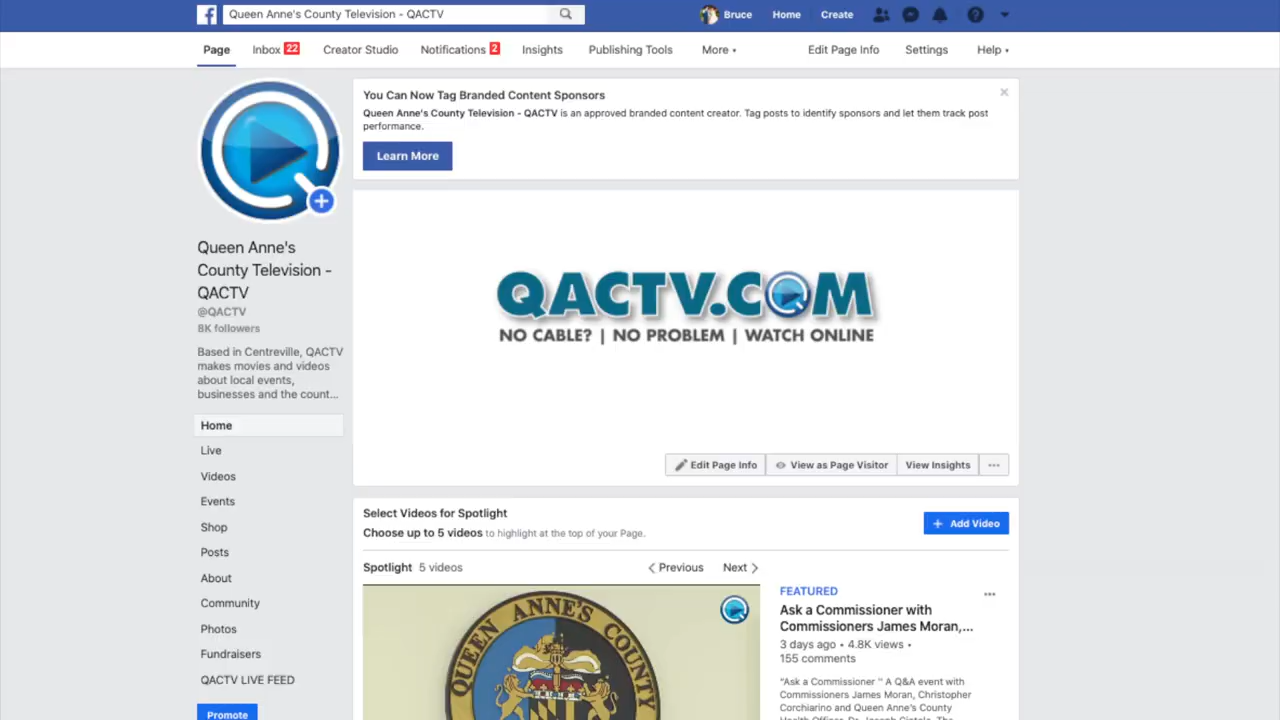 Queen Anne's County Television - QACTV
Bruce
Home
Create
Page
Inbox 22
Creator Studio
Notifications 2
Insights
Publishing Tools
More
Edit Page Info
Settings
Help
You Can Now Tag Branded Content Sponsors
Queen Anne's County Television - QACTV is an approved branded content creator. Tag posts to identify sponsors and let them track post
performance.
Learn More
Queen Anne's
County Television -
QACTV
@QACTV
8K followers
Based in Centreville, QACTV
makes movies and videos
about local events,
businesses and the count...
Home
Live
Videos
Events
Shop
Posts
About
Community
Photos
Fundraisers
QACTV LIVE FEED
Promote
QACTV.COM
NO CABLE? | NO PROBLEM | WATCH ONLINE
Edit Page Info
View as Page Visitor
View Insights
Select Videos for Spotlight
Choose up to 5 videos to highlight at the top of your Page.
+ Add Video
Spotlight 5 videos
Previous
Next
QUEEN ANNE'S COUNTY
FEATURED
Ask a Commissioner with
Commissioners James Moran,...
3 days ago • 4.8K views •
155 comments
"Ask a Commissioner " A Q&A event with
Commissioners James Moran, Christopher
Corchiarino and Queen Anne's County